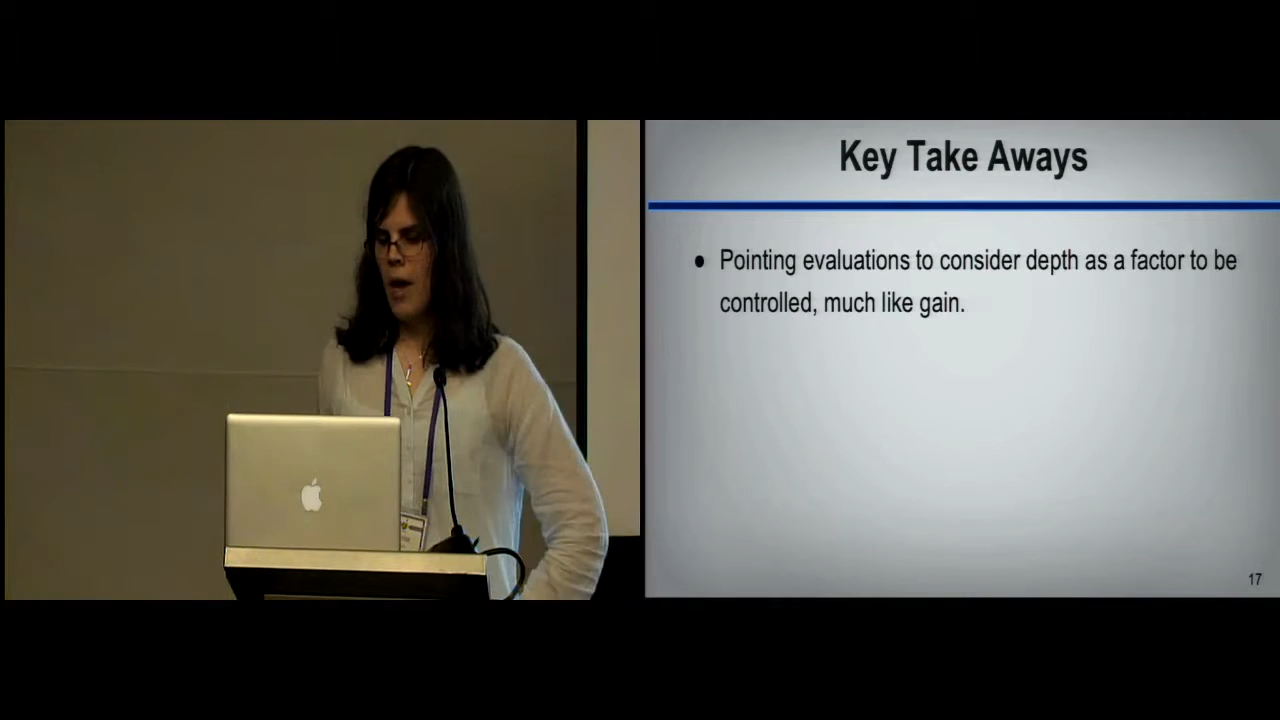 Key Take Aways
● Pointing evaluations to consider depth as a factor to be
controlled, much like gain.
17